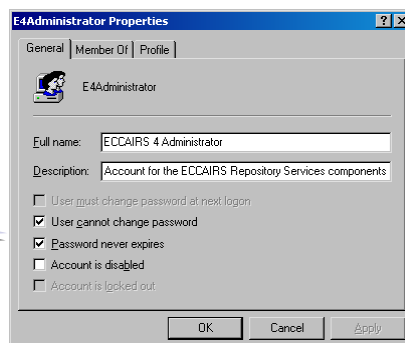 E4Administrator Properties
General Member Of Profile
E4Administrator
Full name: ECCAIRS 4 Administrator
Description: Account for the ECCAIRS Repository Services components
User must change password at next logon
User cannot change password
Password never expires
Account is disabled
Account is locked out
OK Cancel Apply